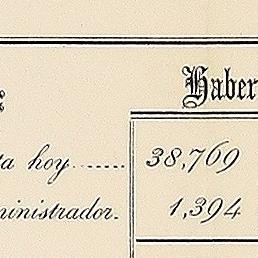 Haber
ta hoy ...... 38,769
ministrador. 1,394